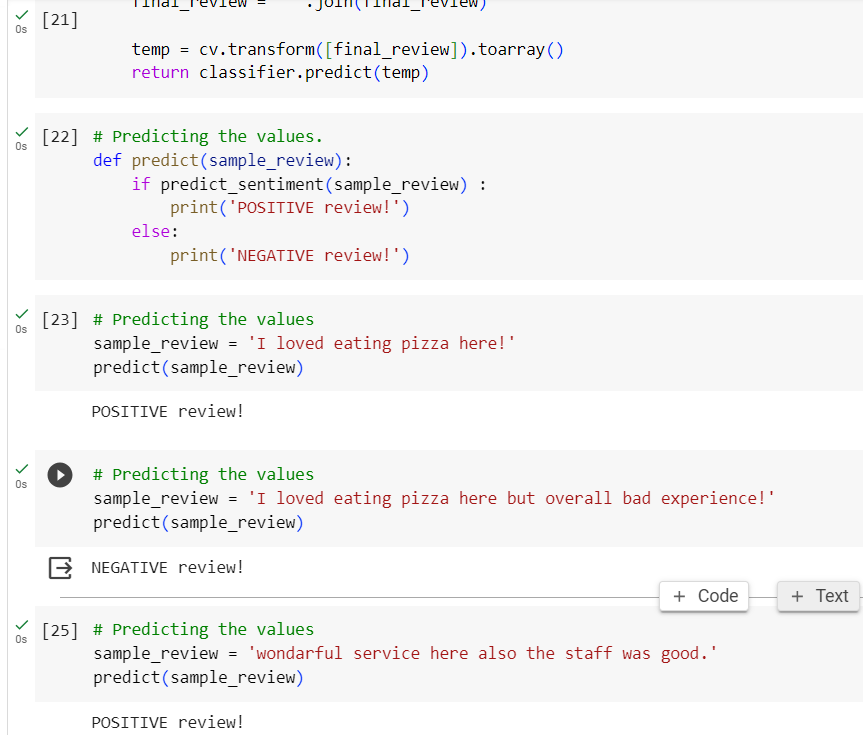 final_review = ' '.join(final_review)
0s
[21]
temp = cv.transform([final_review]).toarray()
return classifier.predict(temp)
0s
[22] # Predicting the values.
def predict(sample_review):
if predict_sentiment(sample_review) :
print('POSITIVE review!')
else:
print('NEGATIVE review!')
0s
[23] # Predicting the values
sample_review = 'I loved eating pizza here!'
predict(sample_review)
POSITIVE review!
0s
# Predicting the values
sample_review = 'I loved eating pizza here but overall bad experience!'
predict(sample_review)
NEGATIVE review!
+ Code + Text
0s
[25] # Predicting the values
sample_review = 'wondarful service here also the staff was good.'
predict(sample_review)
POSITIVE review!